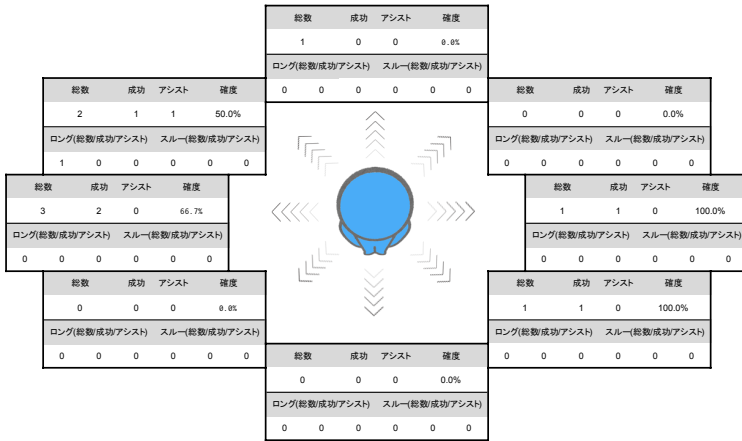 総数 成功 アシスト 確度
1 0 0 0.0%
ロング(総数/成功/アシスト) スルー(総数/成功/アシスト)
0 0 0 0 0 0
総数 成功 アシスト 確度
2 1 1 50.0%
ロング(総数/成功/アシスト) スルー(総数/成功/アシスト)
1 0 0 0 0 0
総数 成功 アシスト 確度
0 0 0 0.0%
ロング(総数/成功/アシスト) スルー(総数/成功/アシスト)
0 0 0 0 0 0
総数 成功 アシスト 確度
3 2 0 66.7%
ロング(総数/成功/アシスト) スルー(総数/成功/アシスト)
0 0 0 0 0 0
総数 成功 アシスト 確度
1 1 0 100.0%
ロング(総数/成功/アシスト) スルー(総数/成功/アシスト)
0 0 0 0 0 0
総数 成功 アシスト 確度
0 0 0 0.0%
ロング(総数/成功/アシスト) スルー(総数/成功/アシスト)
0 0 0 0 0 0
総数 成功 アシスト 確度
1 1 0 100.0%
ロング(総数/成功/アシスト) スルー(総数/成功/アシスト)
0 0 0 0 0 0
総数 成功 アシスト 確度
0 0 0 0.0%
ロング(総数/成功/アシスト) スルー(総数/成功/アシスト)
0 0 0 0 0 0